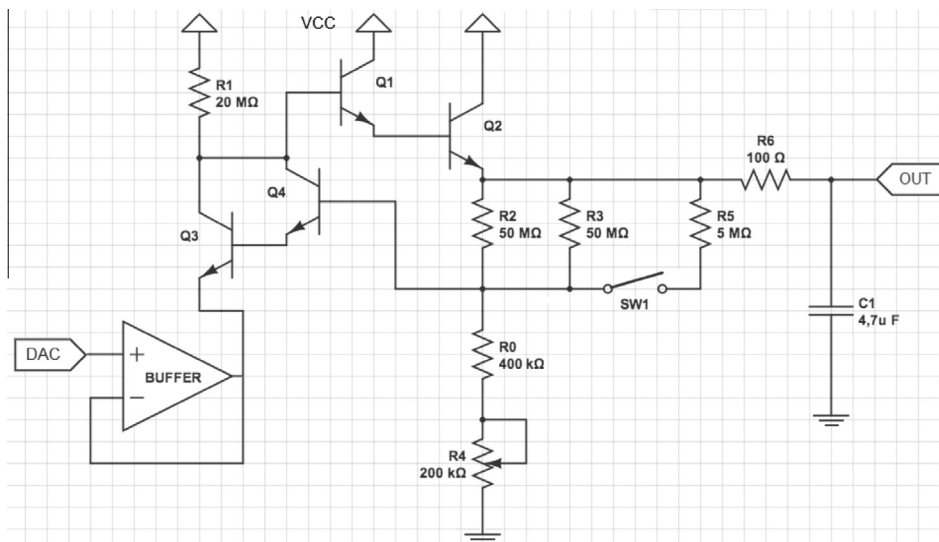 VCC
R1
20 MΩ
Q1
Q2
R6
100 Ω
OUT
Q4
R2
50 MΩ
R3
50 MΩ
R5
5 MΩ
Q3
SW1
C1
4,7u F
DAC
+
BUFFER
−
R0
400 kΩ
R4
200 kΩ